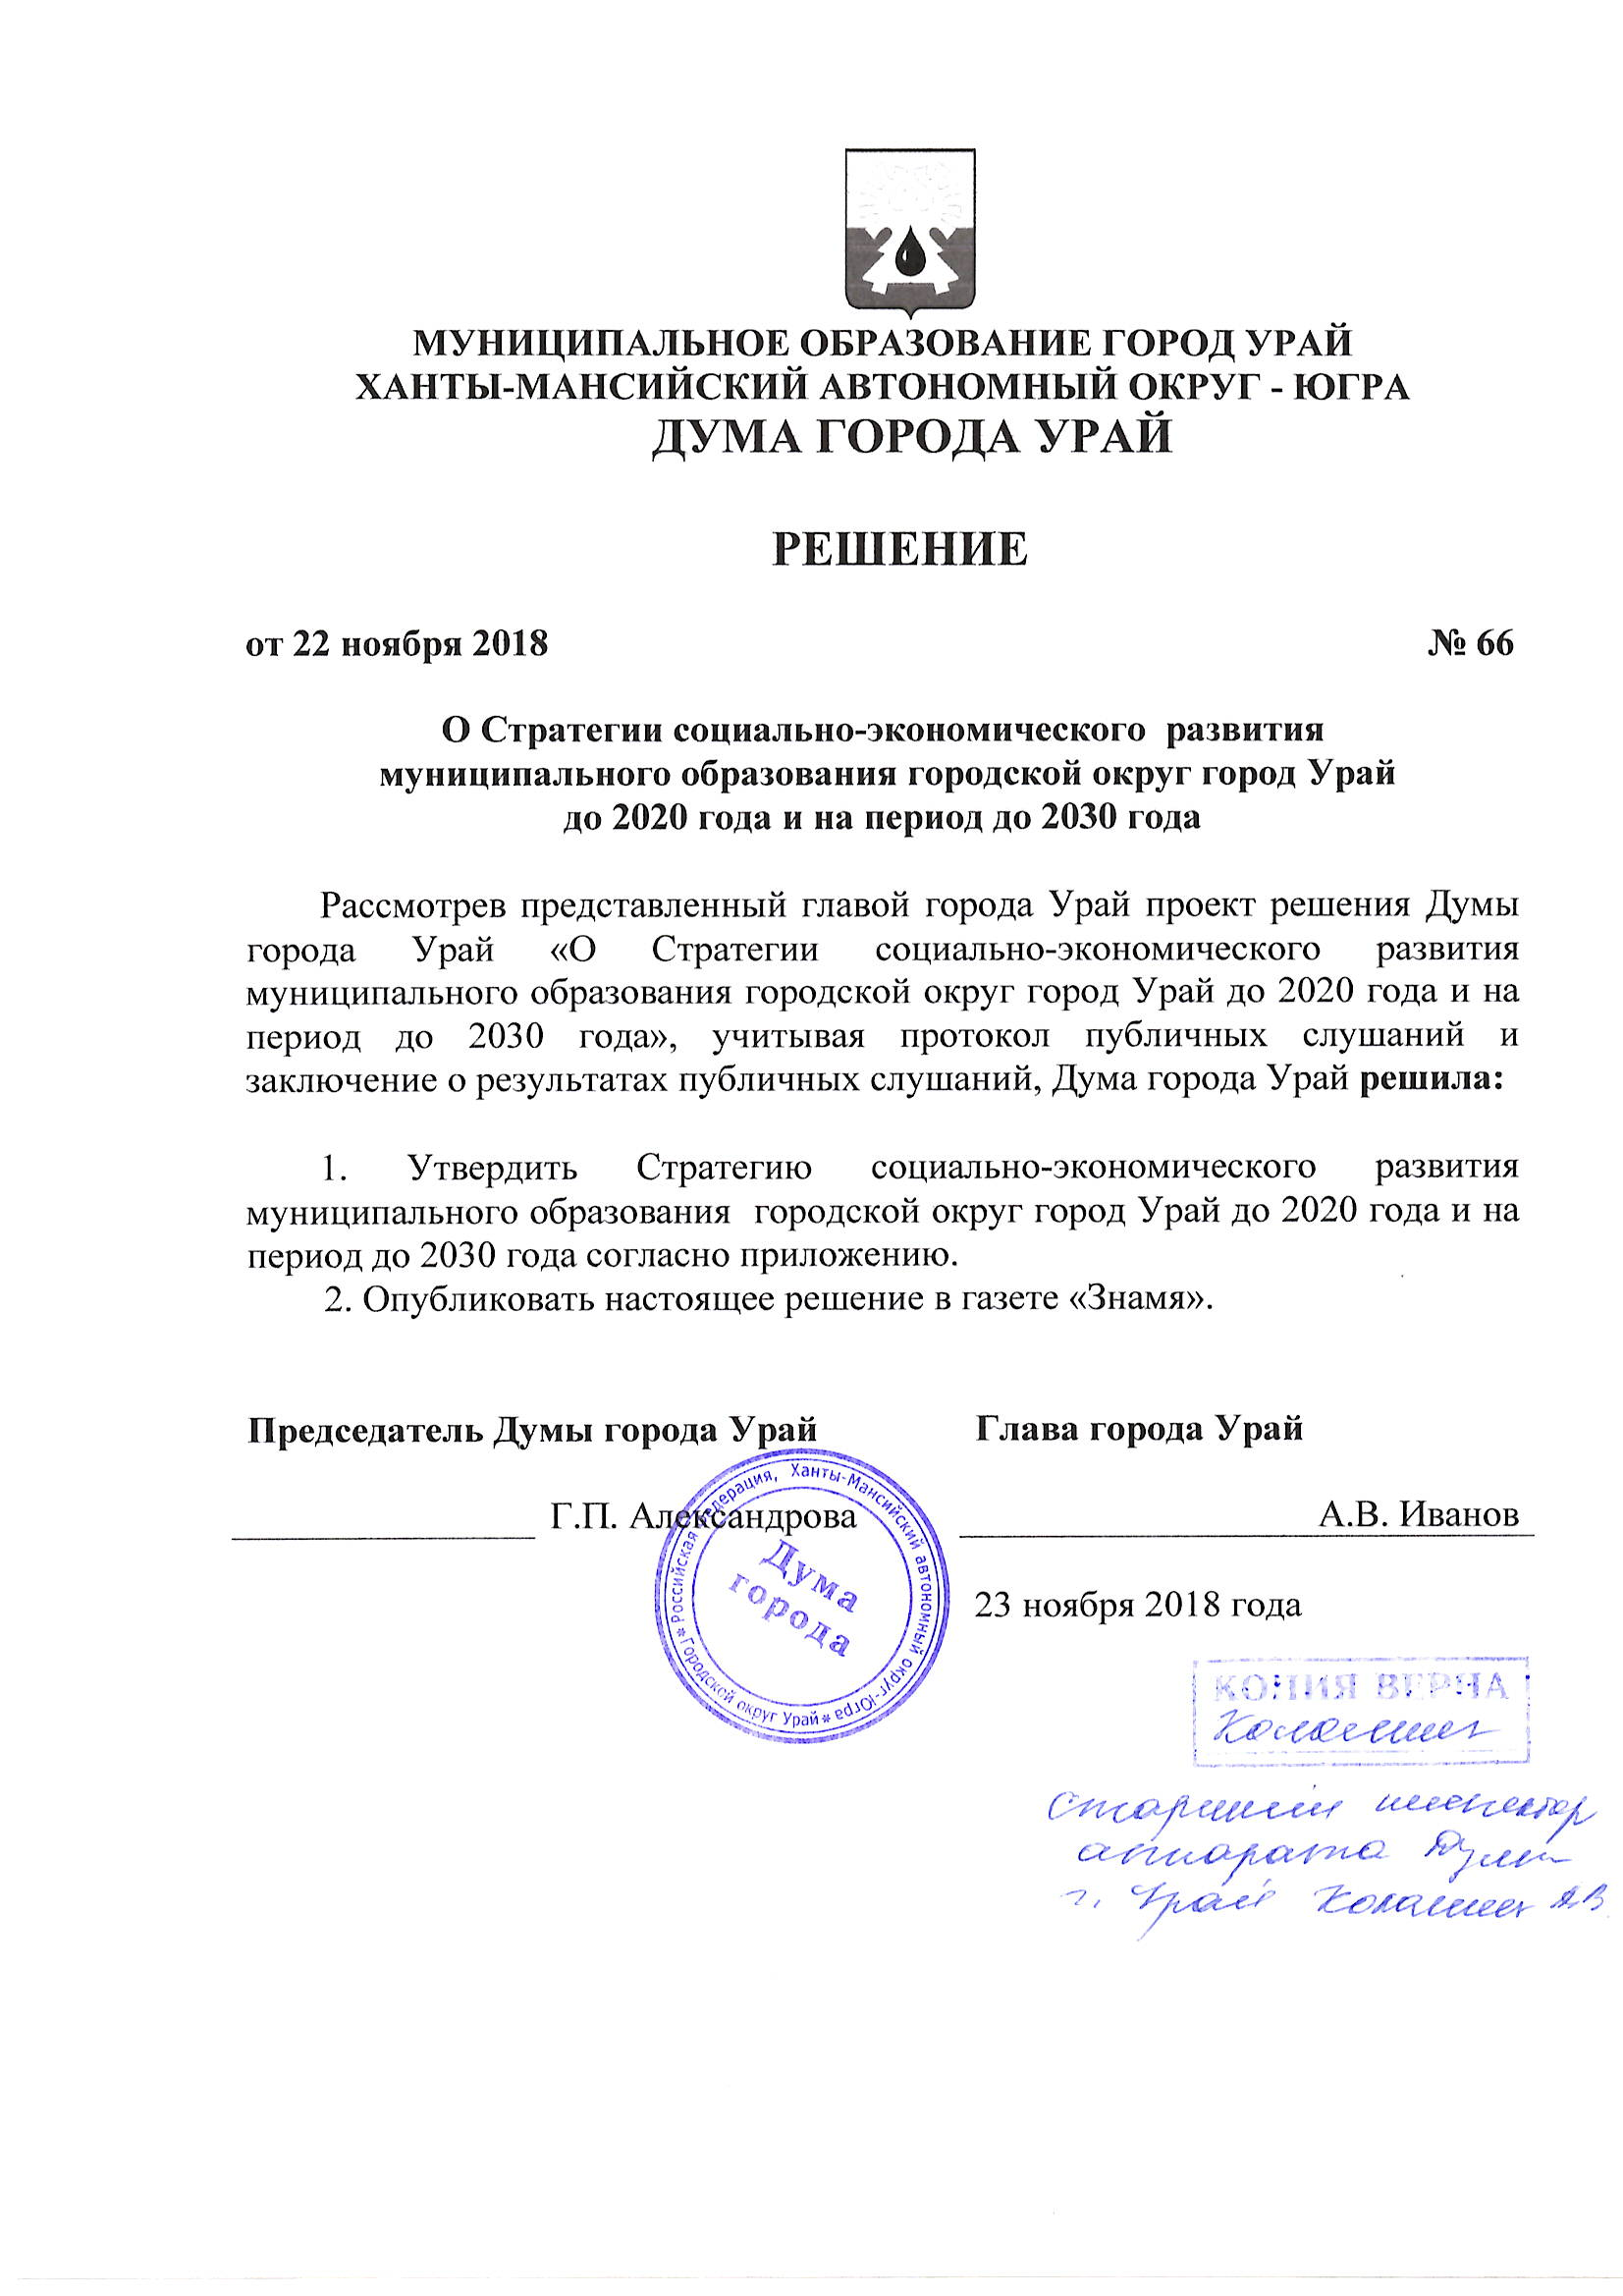 МУНИЦИПАЛЬНОЕ ОБРАЗОВАНИЕ ГОРОД УРАЙ
ХАНТЫ-МАНСИЙСКИЙ АВТОНОМНЫЙ ОКРУГ - ЮГРА
ДУМА ГОРОДА УРАЙ
РЕШЕНИЕ
от 22 ноября 2018 № 66
О Стратегии социально-экономического развития
муниципального образования городской округ город Урай
до 2020 года и на период до 2030 года
Рассмотрев представленный главой города Урай проект решения Думы
города Урай «О Стратегии социально-экономического развития
муниципального образования городской округ город Урай до 2020 года и на
период до 2030 года», учитывая протокол публичных слушаний и
заключение о результатах публичных слушаний, Дума города Урай решила:
1. Утвердить Стратегию социально-экономического развития
муниципального образования городской округ город Урай до 2020 года и на
период до 2030 года согласно приложению.
2. Опубликовать настоящее решение в газете «Знамя».
Председатель Думы города Урай Глава города Урай
Г.П. Александрова А.В. Иванов
23 ноября 2018 года
Российская Федерация, Ханты-Мансийский автономный округ-Югра
Городской округ Урай
Дума
города
КОПИЯ ВЕРНА
Старший инспектор
аппарата Думы
г. Урай